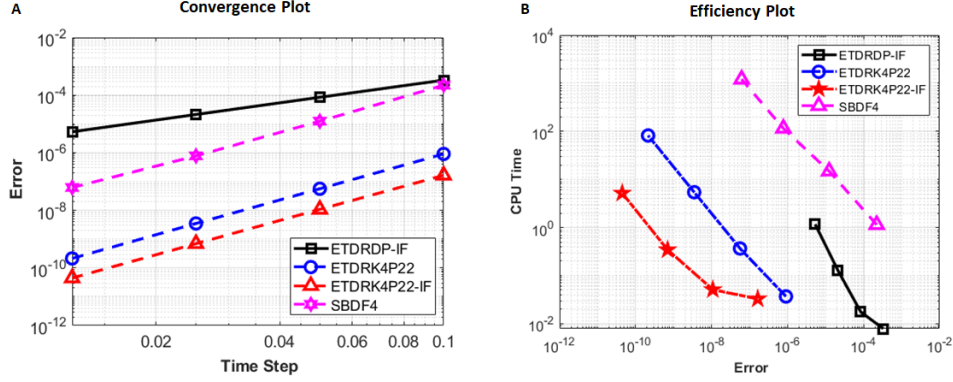 A
Convergence Plot
Error
10^-2
10^-4
10^-6
10^-8
10^-10
10^-12
0.02
0.04
0.06
0.08
0.1
Time Step
ETDRDP-IF
ETDRK4P22
ETDRK4P22-IF
SBDF4
B
Efficiency Plot
CPU Time
10^4
10^2
10^0
10^-2
10^-12
10^-10
10^-8
10^-6
10^-4
10^-2
Error
ETDRDP-IF
ETDRK4P22
ETDRK4P22-IF
SBDF4